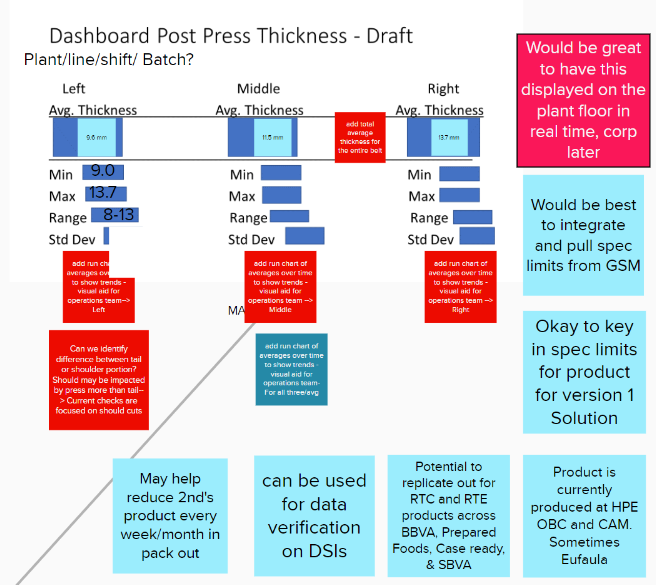 Dashboard Post Press Thickness - Draft
Plant/line/shift/ Batch?
Left
Middle
Right
Avg. Thickness
Avg. Thickness
Avg. Thickness
9.6 mm
11.5 mm
13.7 mm
add total
average
thickness for
the entire belt
Min
9.0
Min
Min
Max
13.7
Max
Max
Range
8-13
Range
Range
Std Dev
Std Dev
Std Dev
add run
of
averages ov
to show trends -
visual aid for
operations team-->
Left
add run chart of
averages over time
to show trends -
visual aid for
operations team -->
Middle
add run chart of
averages over time
to show trends -
visual aid for
operations team -->
Right
MA
Can we identify
difference between tail
or shoulder portion?
Should may be impacted
by press more than tail--
> Current checks are
focused on should cuts
add run chart of
averages over time
to show trends -
visual aid for
operations team-
For all three/avg
Would be great
to have this
displayed on the
plant floor in
real time, corp
later
Would be best
to integrate
and pull spec
limits from GSM
Okay to key
in spec limits
for product
for version 1
Solution
May help
reduce 2nd's
product every
week/month in
pack out
can be used
for data
verification
on DSIs
Potential to
replicate out for
RTC and RTE
products across
BBVA, Prepared
Foods, Case ready,
& SBVA
Product is
currently
produced at HPE
OBC and CAM.
Sometimes
Eufaula